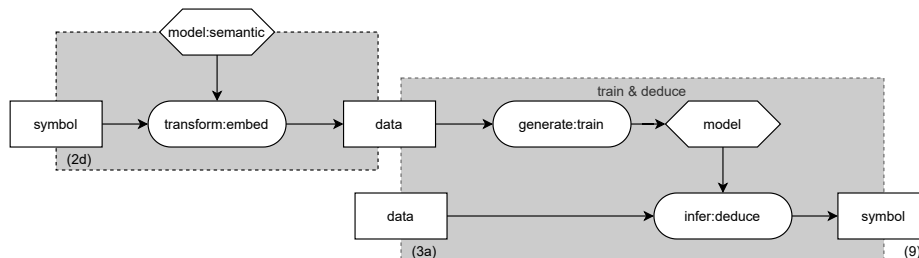 model:semantic
train & deduce
symbol
transform:embed
data
generate:train
model
(2d)
data
infer:deduce
symbol
(3a)
(9)